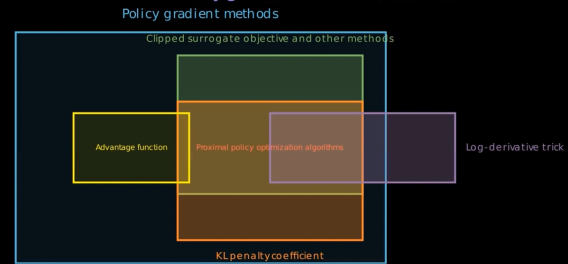 Policy gradient methods
Clipped surrogate objective and other methods
Advantage function
Proximal policy optimization algorithms
Log-derivative trick
KL penalty coefficient